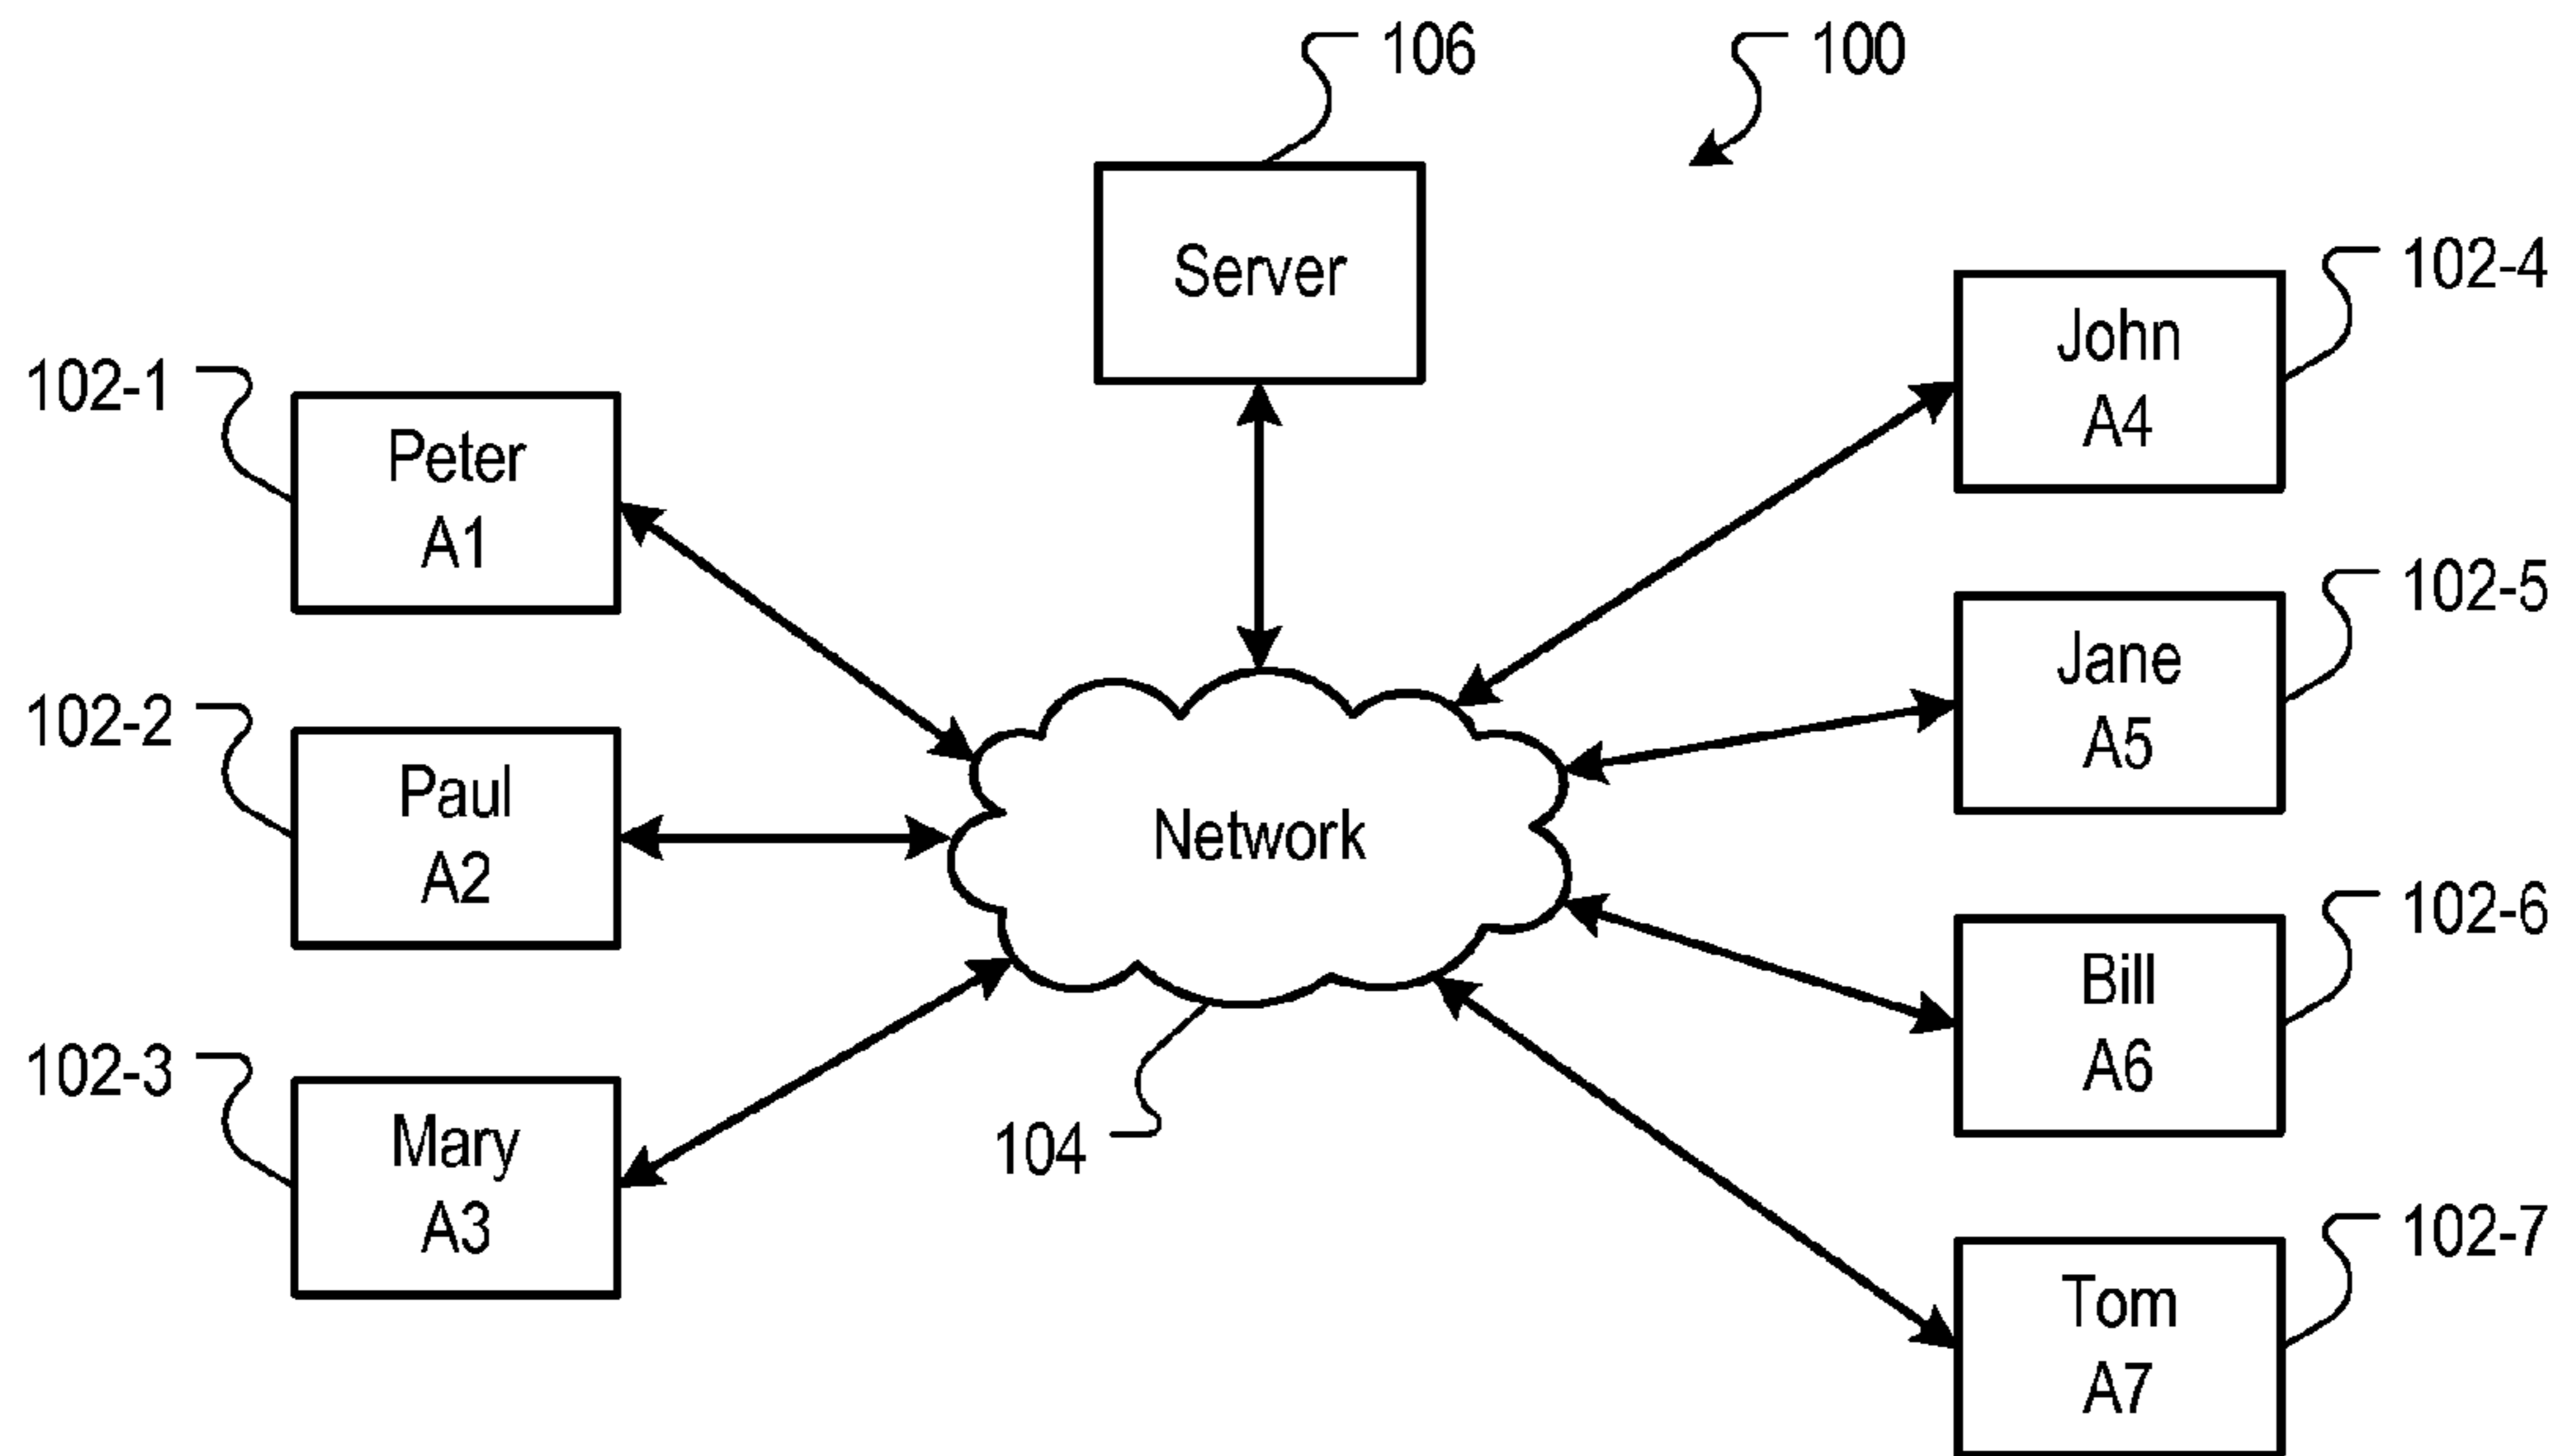 106
100
Server
102-4
John
A4
102-1
Peter
A1
102-5
Jane
A5
102-2
Paul
A2
Network
102-6
Bill
A6
102-3
Mary
A3
104
102-7
Tom
A7